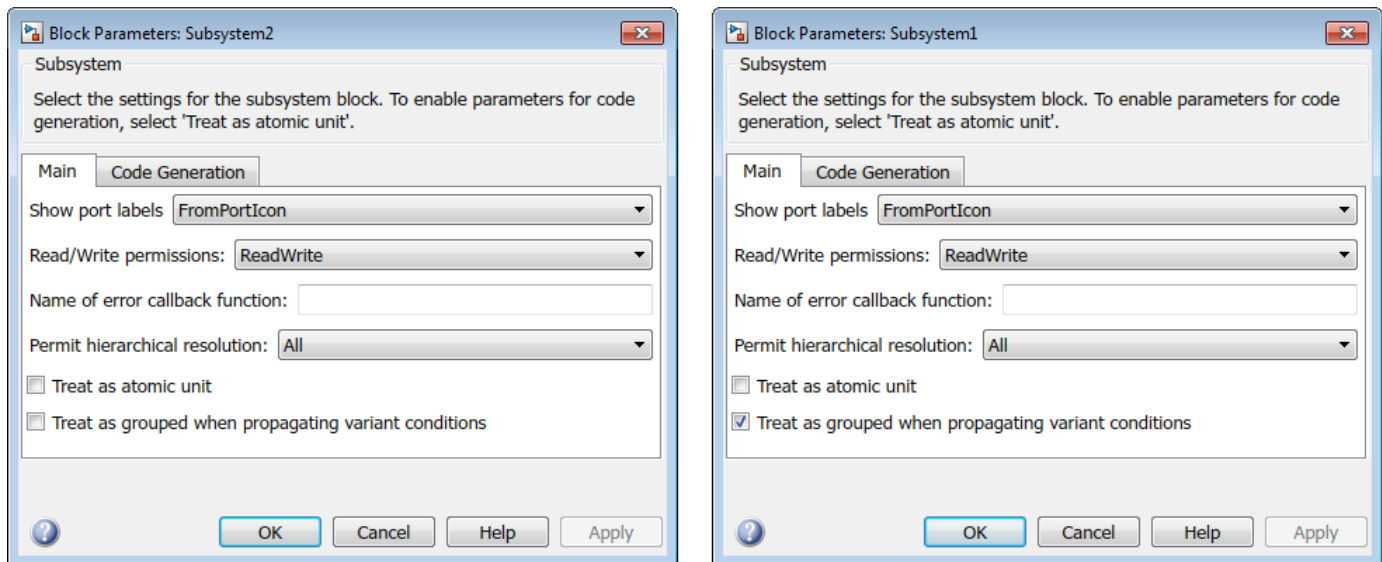 Block Parameters: Subsystem2
Subsystem
Select the settings for the subsystem block. To enable parameters for code
generation, select 'Treat as atomic unit'.
Main Code Generation
Show port labels FromPortIcon
Read/Write permissions: ReadWrite
Name of error callback function:
Permit hierarchical resolution: All
Treat as atomic unit
Treat as grouped when propagating variant conditions
OK Cancel Help Apply
Block Parameters: Subsystem1
Subsystem
Select the settings for the subsystem block. To enable parameters for code
generation, select 'Treat as atomic unit'.
Main Code Generation
Show port labels FromPortIcon
Read/Write permissions: ReadWrite
Name of error callback function:
Permit hierarchical resolution: All
Treat as atomic unit
Treat as grouped when propagating variant conditions
OK Cancel Help Apply